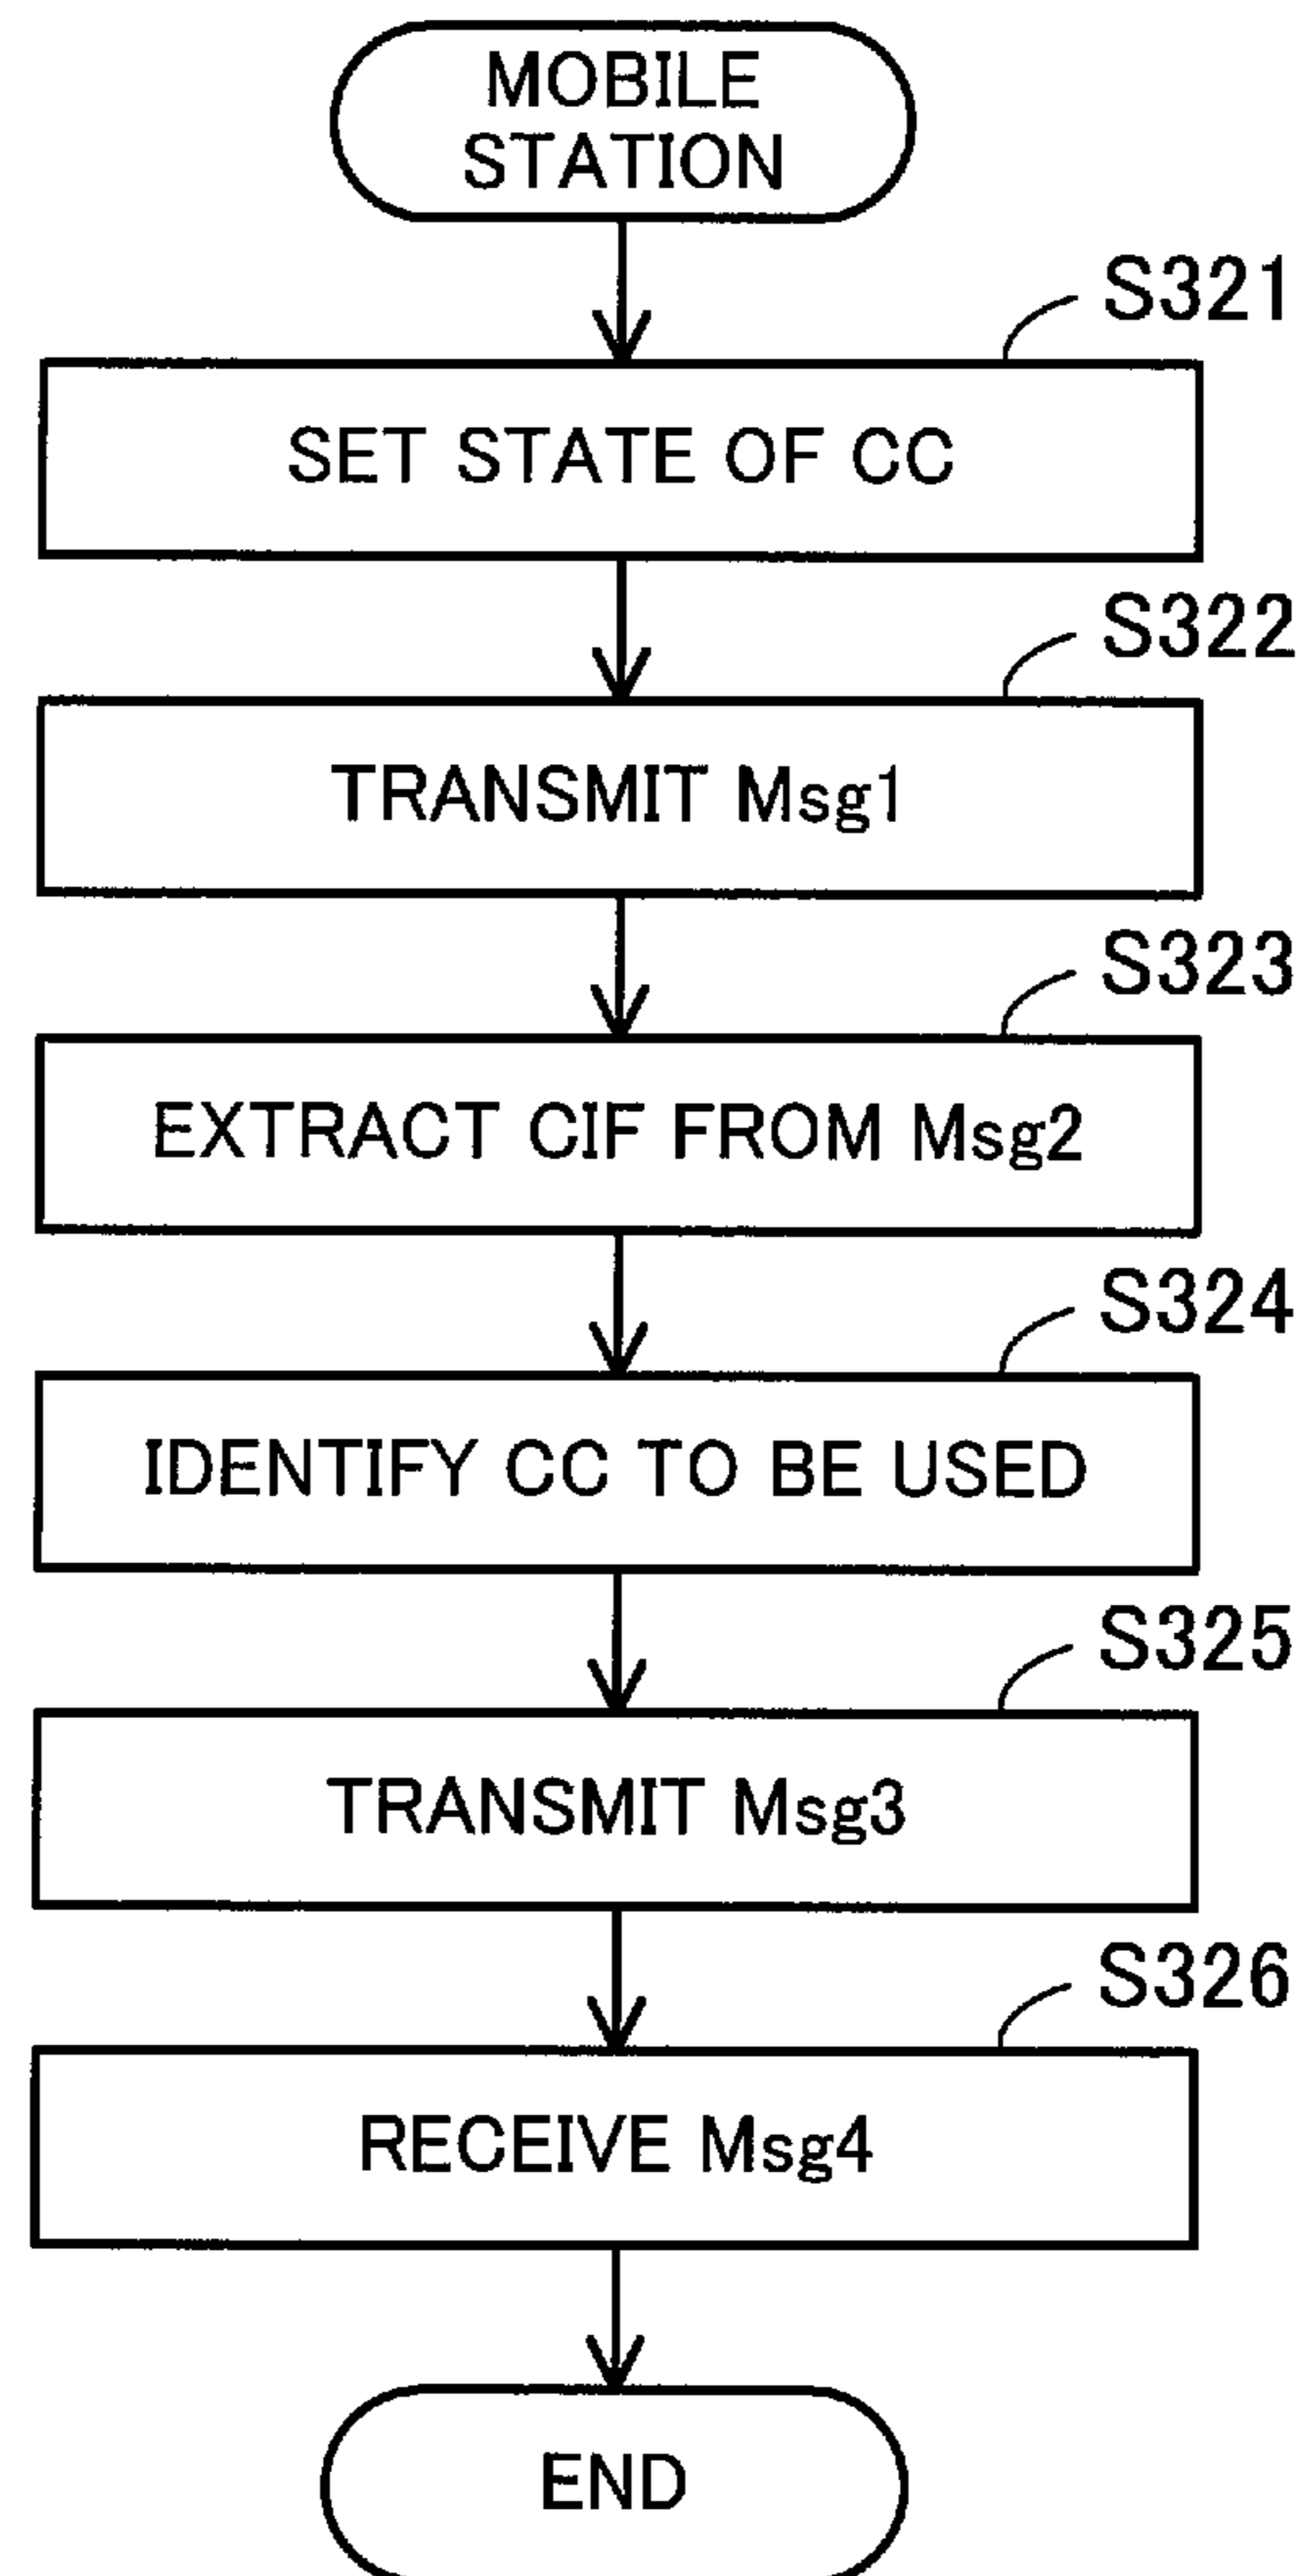 MOBILE
STATION
S321
SET STATE OF CC
S322
TRANSMIT Msg1
S323
EXTRACT CIF FROM Msg2
S324
IDENTIFY CC TO BE USED
S325
TRANSMIT Msg3
S326
RECEIVE Msg4
END